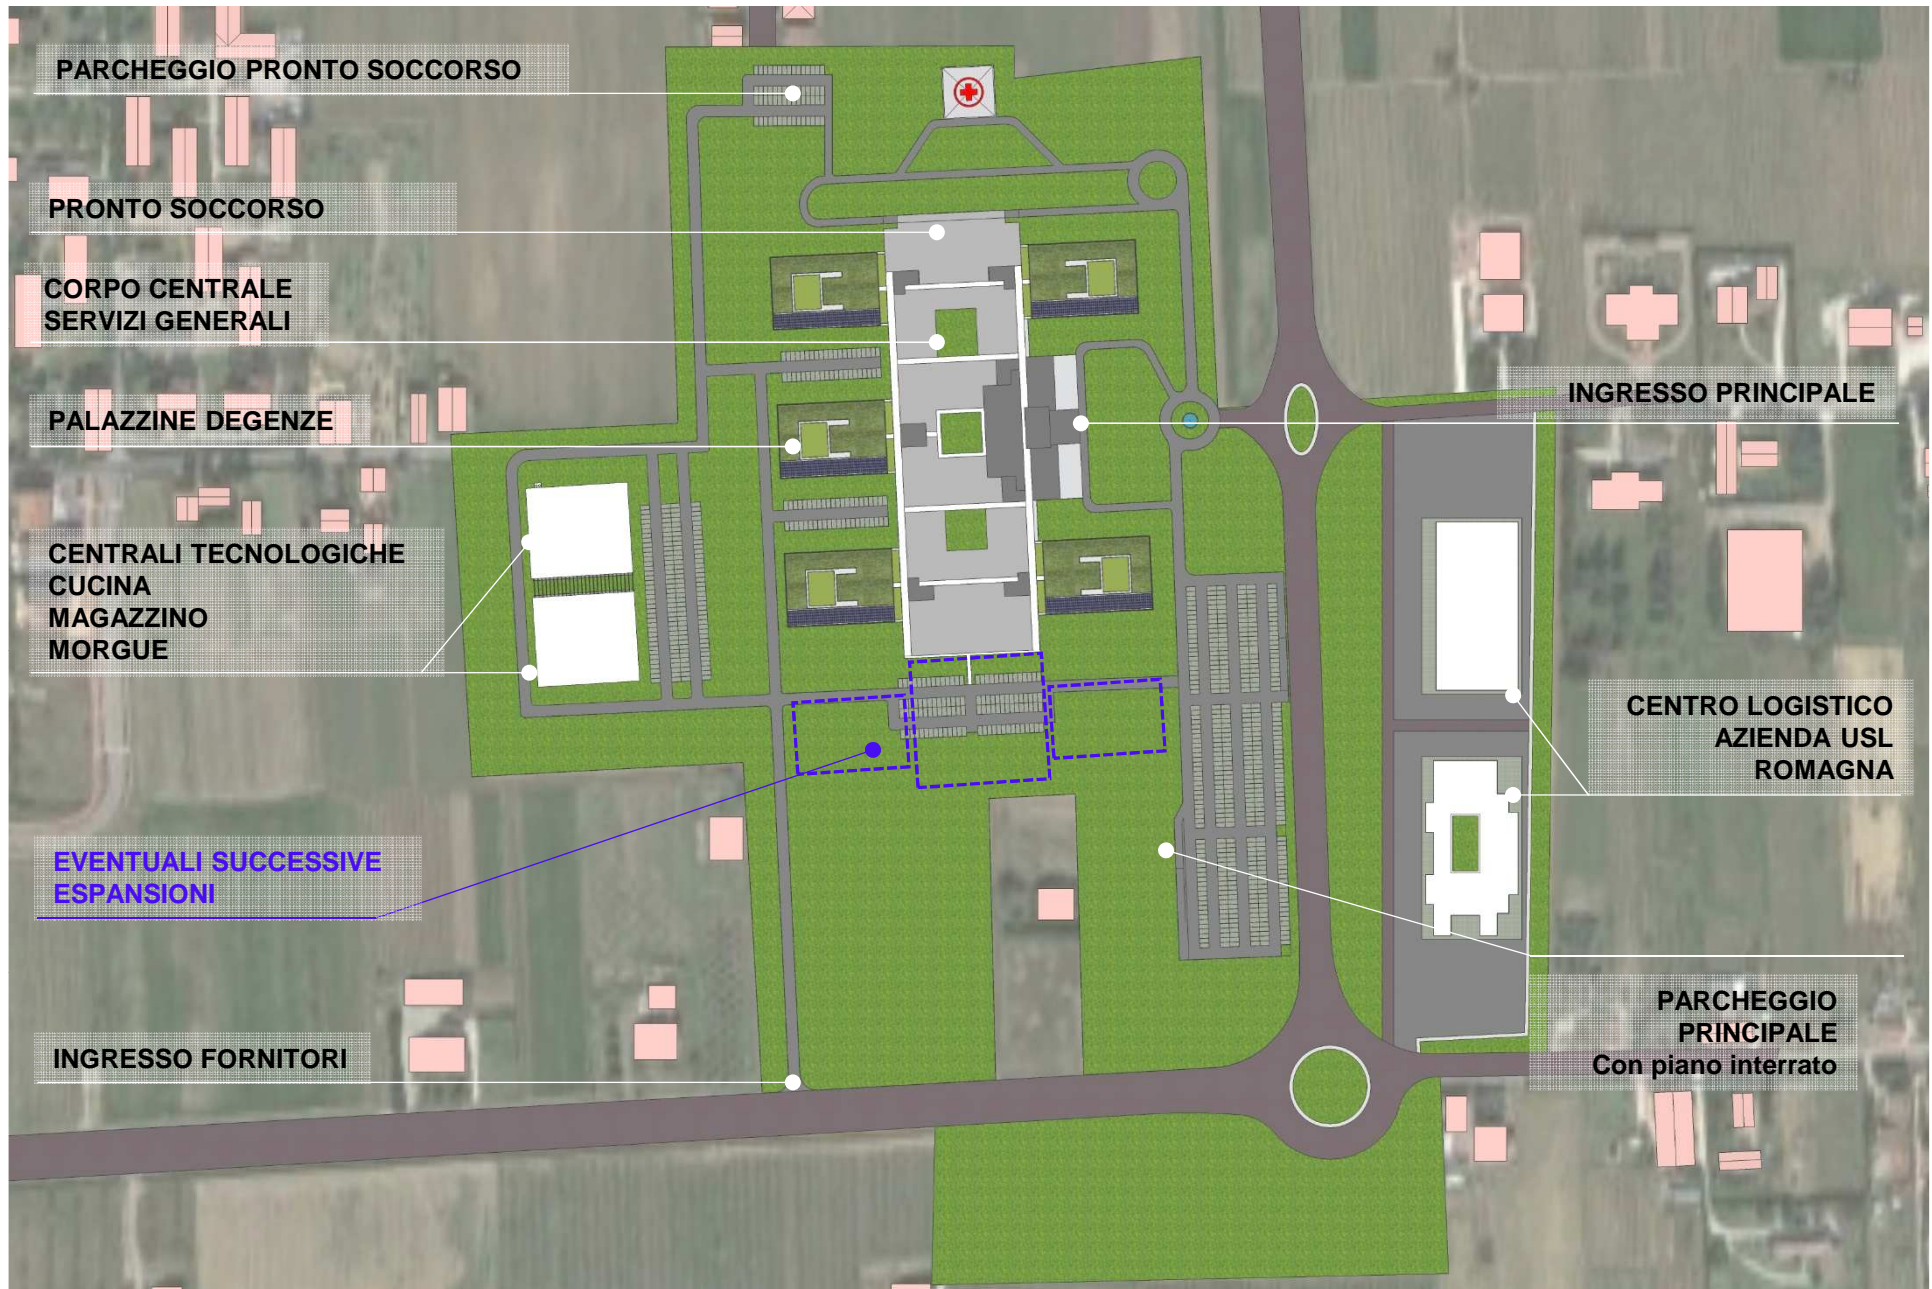 PARCHEGGIO PRONTO SOCCORSO
PRONTO SOCCORSO
CORPO CENTRALE
SERVIZI GENERALI
PALAZZINE DEGENZE
CENTRALI TECNOLOGICHE
CUCINA
MAGAZZINO
MORGUE
EVENTUALI SUCCESSIVE
ESPANSIONI
INGRESSO FORNITORI
INGRESSO PRINCIPALE
CENTRO LOGISTICO
AZIENDA USL
ROMAGNA
PARCHEGGIO
PRINCIPALE
Con piano interrato